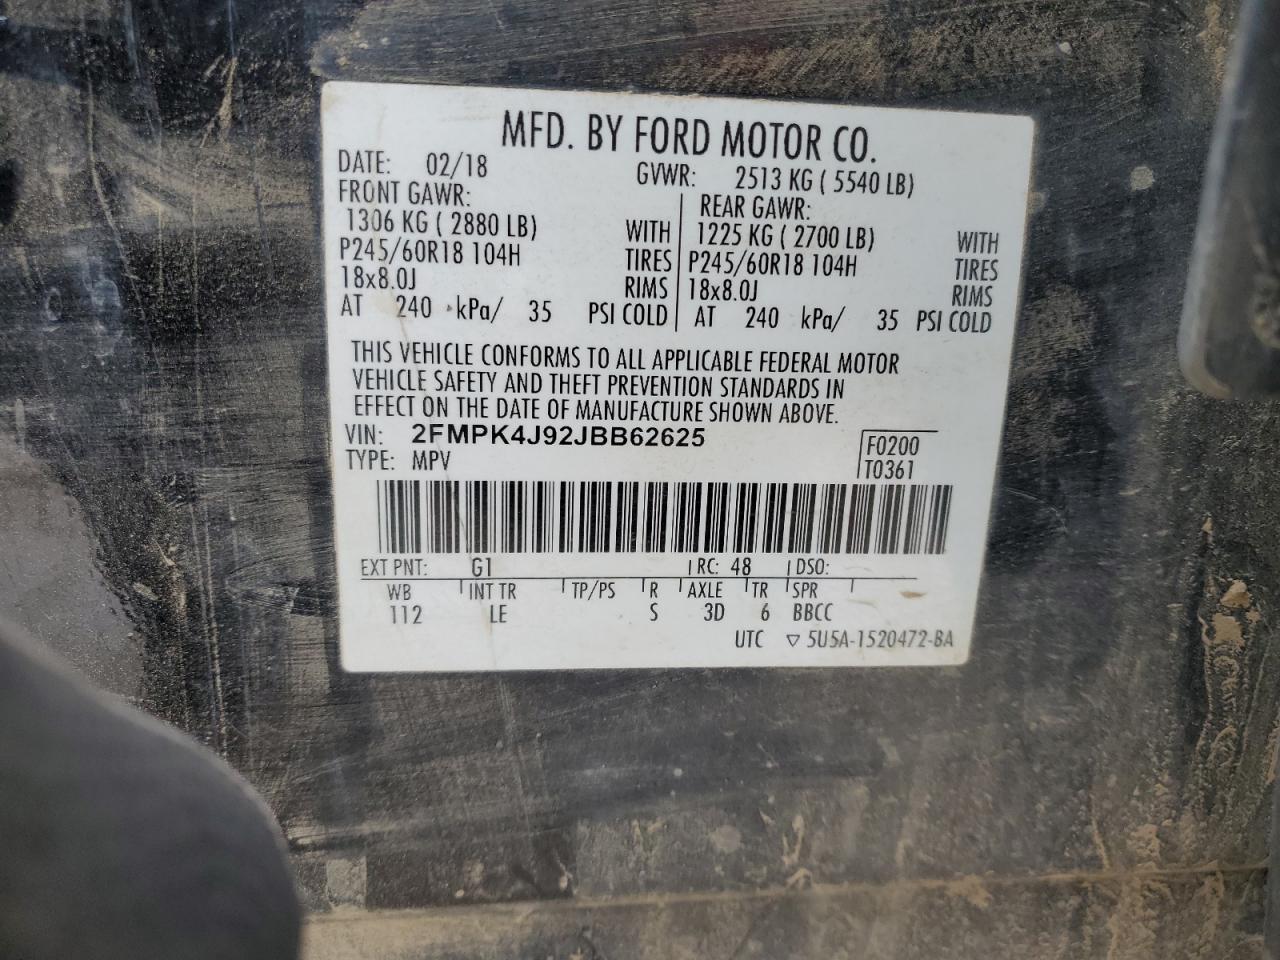 MFD. BY FORD MOTOR CO.
DATE: 02/18 GVWR: 2513 KG ( 5540 LB)
FRONT GAWR: REAR GAWR:
1306 KG ( 2880 LB) WITH 1225 KG ( 2700 LB) WITH
P245/60R18 104H TIRES P245/60R18 104H TIRES
18x8.0J RIMS 18x8.0J RIMS
AT 240 kPa/ 35 PSI COLD AT 240 kPa/ 35 PSI COLD
THIS VEHICLE CONFORMS TO ALL APPLICABLE FEDERAL MOTOR
VEHICLE SAFETY AND THEFT PREVENTION STANDARDS IN
EFFECT ON THE DATE OF MANUFACTURE SHOWN ABOVE.
VIN: 2FMPK4J92JBB62625 F0200
TYPE: MPV T0361
EXT PNT: G1 RC: 48 DSO:
WB INT TR TP/PS R AXLE TR SPR
112 LE S 3D 6 BBCC
UTC ▽ 5U5A-1520472-BA